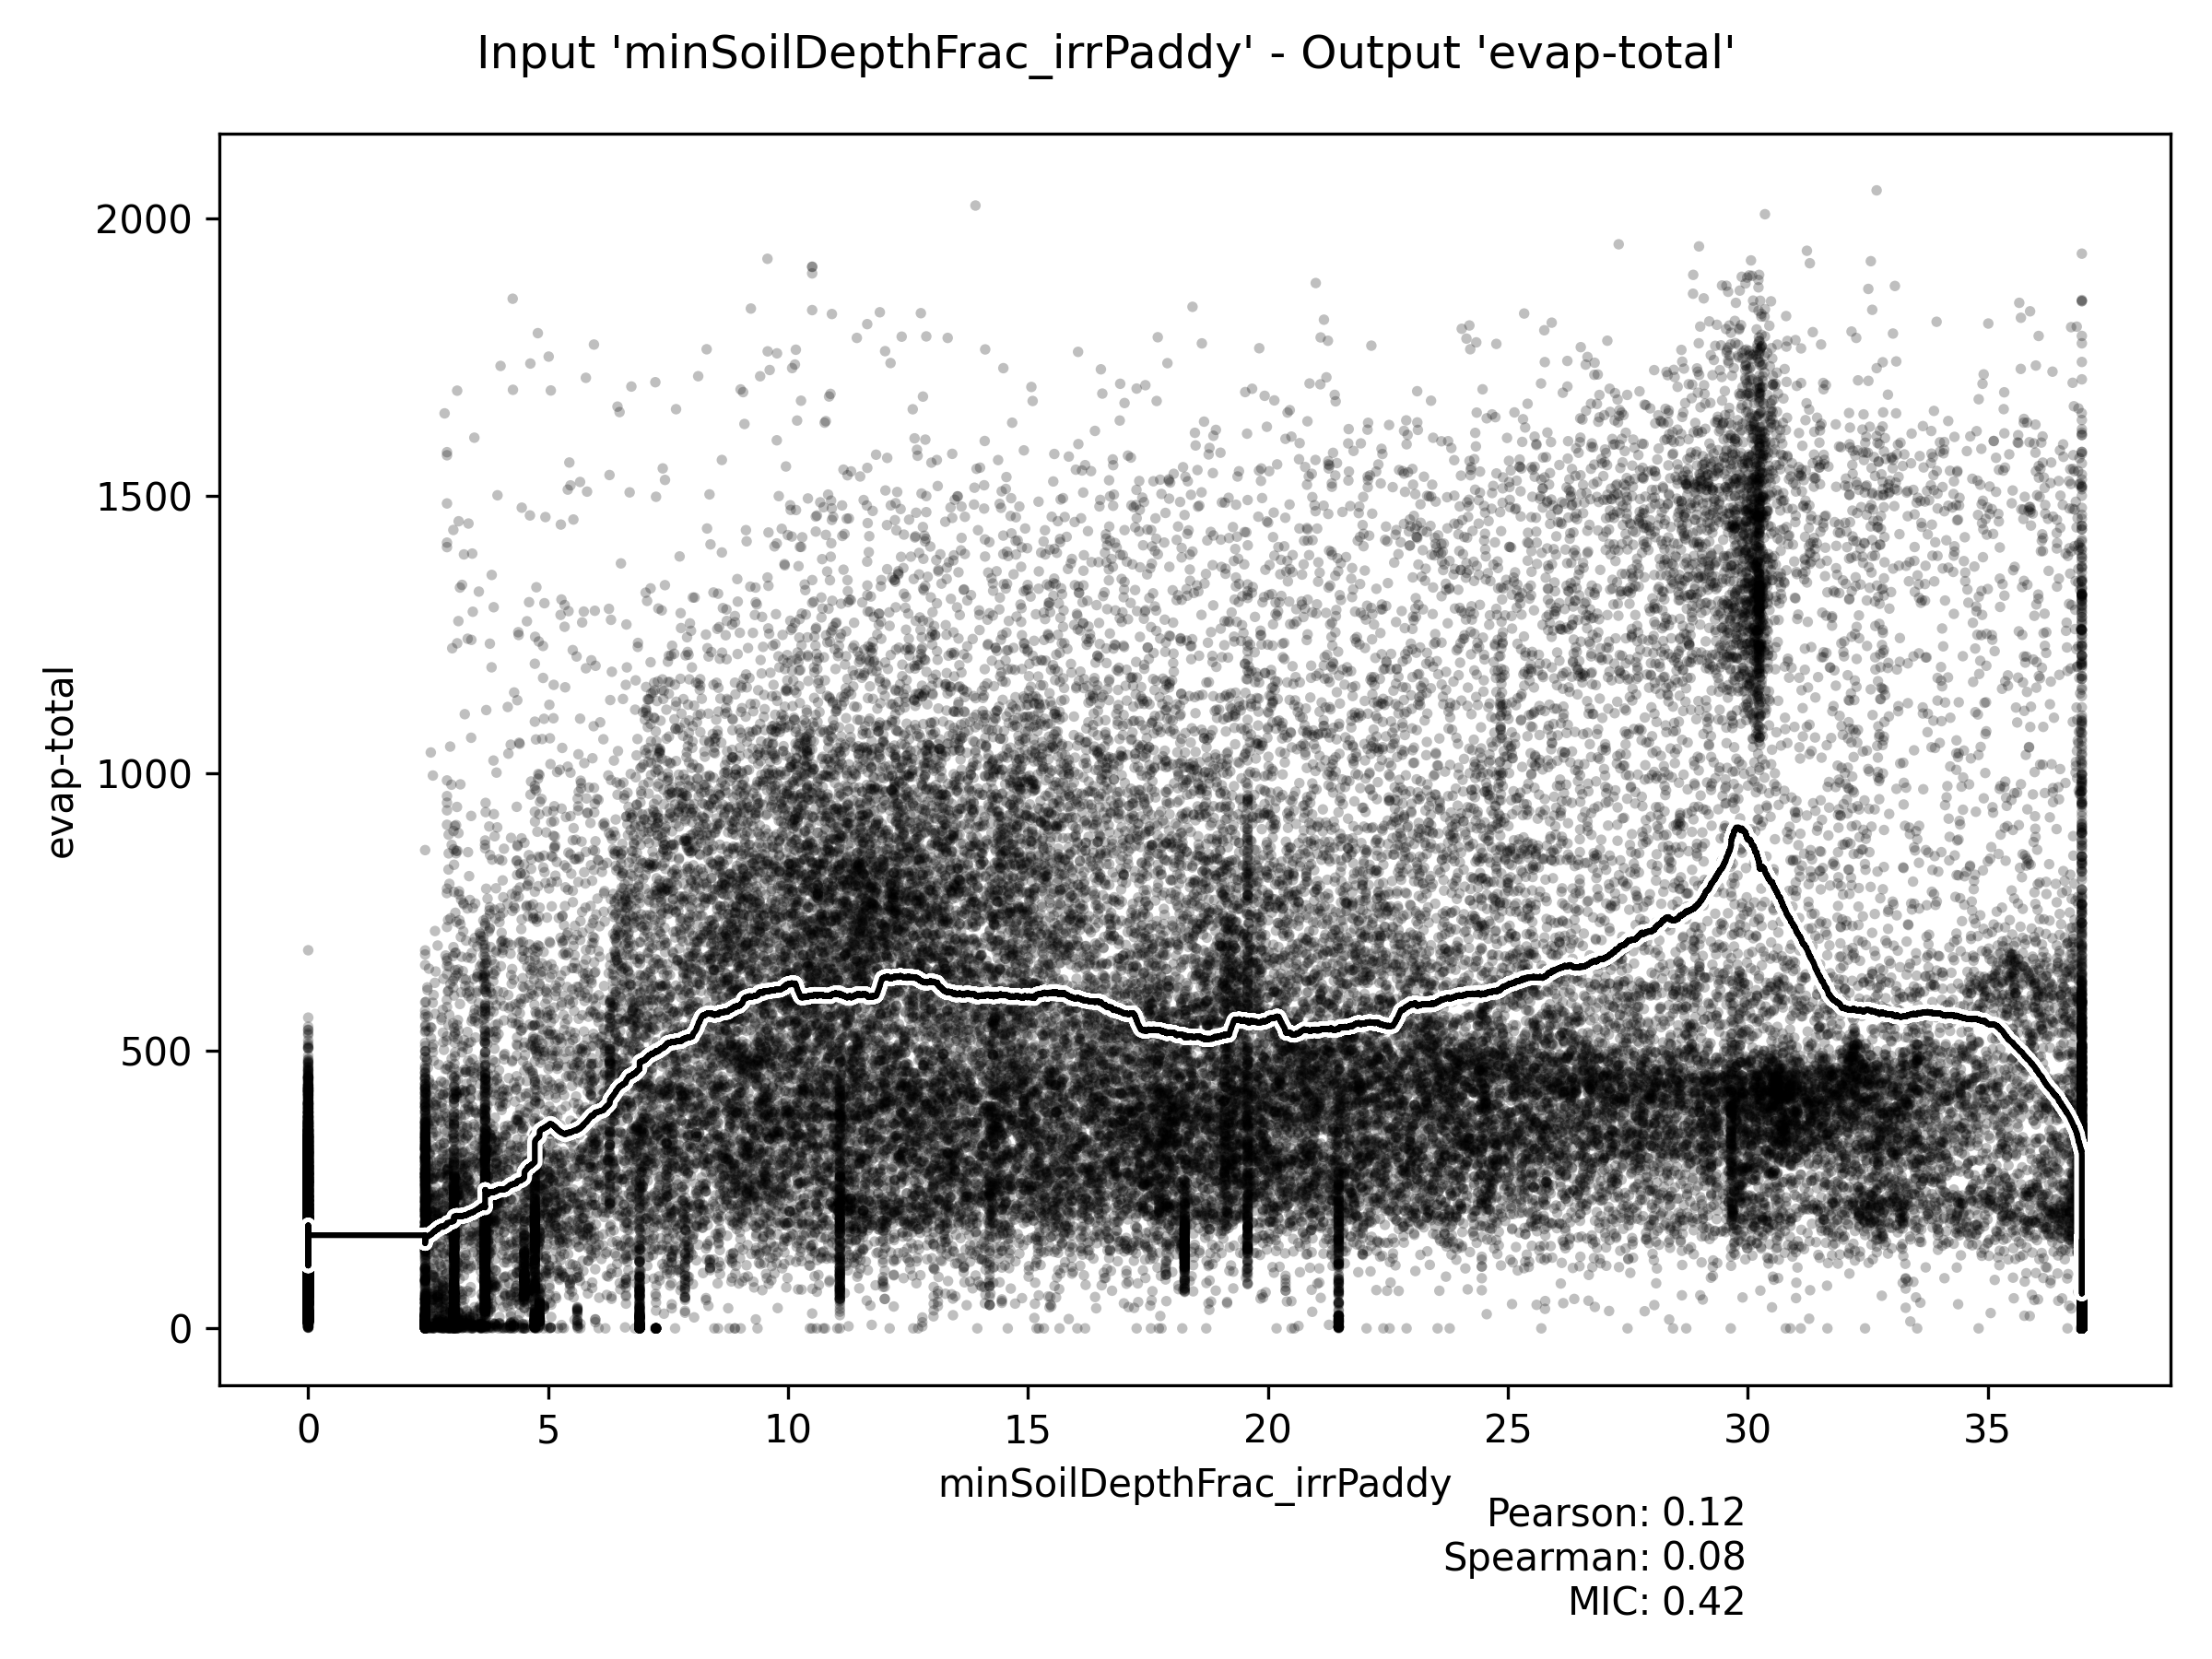 Input 'minSoilDepthFrac_irrPaddy' - Output 'evap-total'
2000
1500
1000
500
0
evap-total
0 5 10 15 20 25 30 35
minSoilDepthFrac_irrPaddy
Pearson: 0.12
Spearman: 0.08
MIC: 0.42